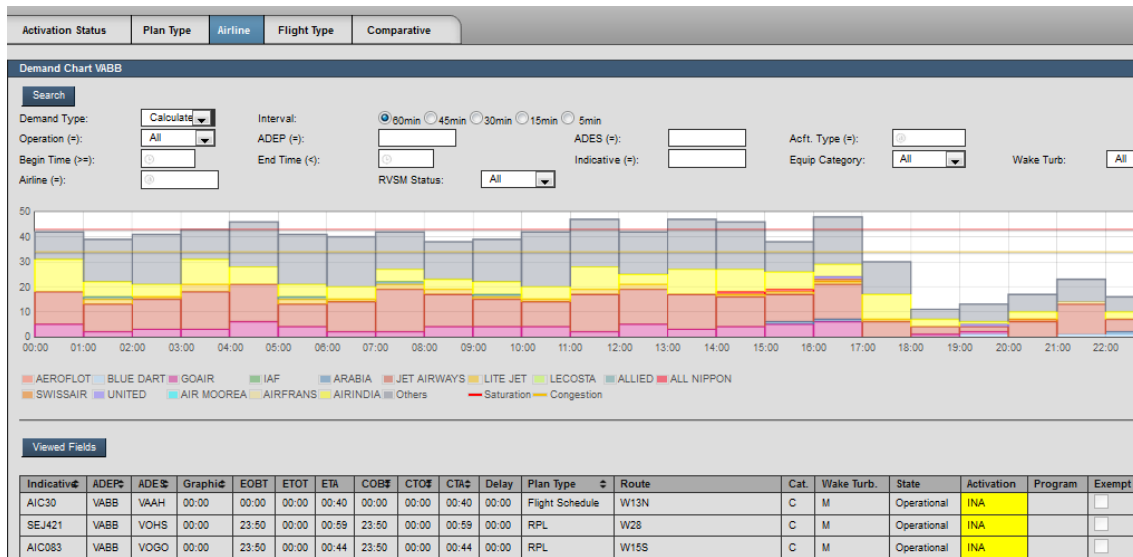 Activation Status Plan Type Airline Flight Type Comparative
Demand Chart VABB
Search
Demand Type: Calculate Interval: 60min 45min 30min 15min 5min
Operation (=): All ADEP (=): ADES (=): Acft. Type (=):
Begin Time (>=): End Time (<): Indicative (=): Equip Category: All Wake Turb: All
Airline (=): RVSM Status: All
50
40
30
20
10
0
00:00 01:00 02:00 03:00 04:00 05:00 06:00 07:00 08:00 09:00 10:00 11:00 12:00 13:00 14:00 15:00 16:00 17:00 18:00 19:00 20:00 21:00 22:00
AEROFLOT BLUE DART GOAIR IAF ARABIA JET AIRWAYS LITE JET LECOSTA ALLIED ALL NIPPON
SWISSAIR UNITED AIR MOOREA AIRFRANS AIRINDIA Others Saturation Congestion
Viewed Fields
Indicative ADEP ADES Graphic EOBT ETOT ETA COBT CTOT CTA Delay Plan Type Route Cat. Wake Turb. State Activation Program Exempt
AIC30 VABB VAAH 00:00 00:00 00:00 00:40 00:00 00:00 00:40 00:00 Flight Schedule W13N C M Operational INA
SEJ421 VABB VOHS 00:00 23:50 00:00 00:59 23:50 00:00 00:59 00:00 RPL W28 C M Operational INA
AIC083 VABB VOGO 00:00 23:50 00:00 00:44 23:50 00:00 00:44 00:00 RPL W15S C M Operational INA